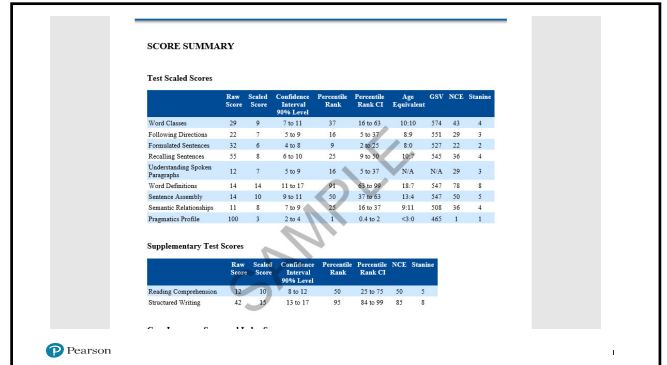 SCORE SUMMARY
Test Scaled Scores
Raw Score Scaled Score Confidence Interval 90% Level Percentile Rank Percentile Rank CI Age Equivalent GSV NCE Stanine
Word Classes 29 9 7 to 11 37 16 to 63 10:10 574 43 4
Following Directions 22 7 5 to 9 16 5 to 37 8:9 551 29 3
Formulated Sentences 32 6 4 to 8 9 2 to 25 8:0 527 22 2
Recalling Sentences 55 8 6 to 10 25 9 to 50 10:7 545 36 4
Understanding Spoken Paragraphs 12 7 5 to 9 16 5 to 37 N/A N/A 29 3
Word Definitions 14 14 11 to 17 91 63 to 99 18:7 547 78 8
Sentence Assembly 14 10 9 to 11 50 37 to 63 13:4 547 50 5
Semantic Relationships 11 8 7 to 9 25 16 to 37 9:11 508 36 4
Pragmatics Profile 100 3 2 to 4 1 0.4 to 2 <3:0 465 1 1
Supplementary Test Scores
Raw Score Scaled Score Confidence Interval 90% Level Percentile Rank Percentile Rank CI NCE Stanine
Reading Comprehension 12 10 8 to 12 50 25 to 75 50 5
Structured Writing 42 15 13 to 17 95 84 to 99 85 8
SAMPLE
Pearson
1